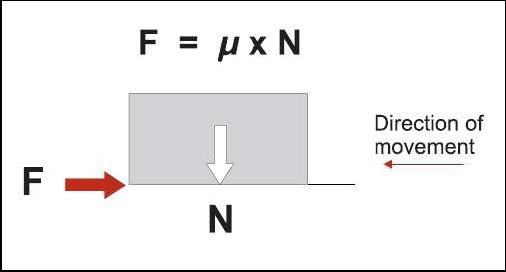 F = μ x N
Direction of
movement
F
N